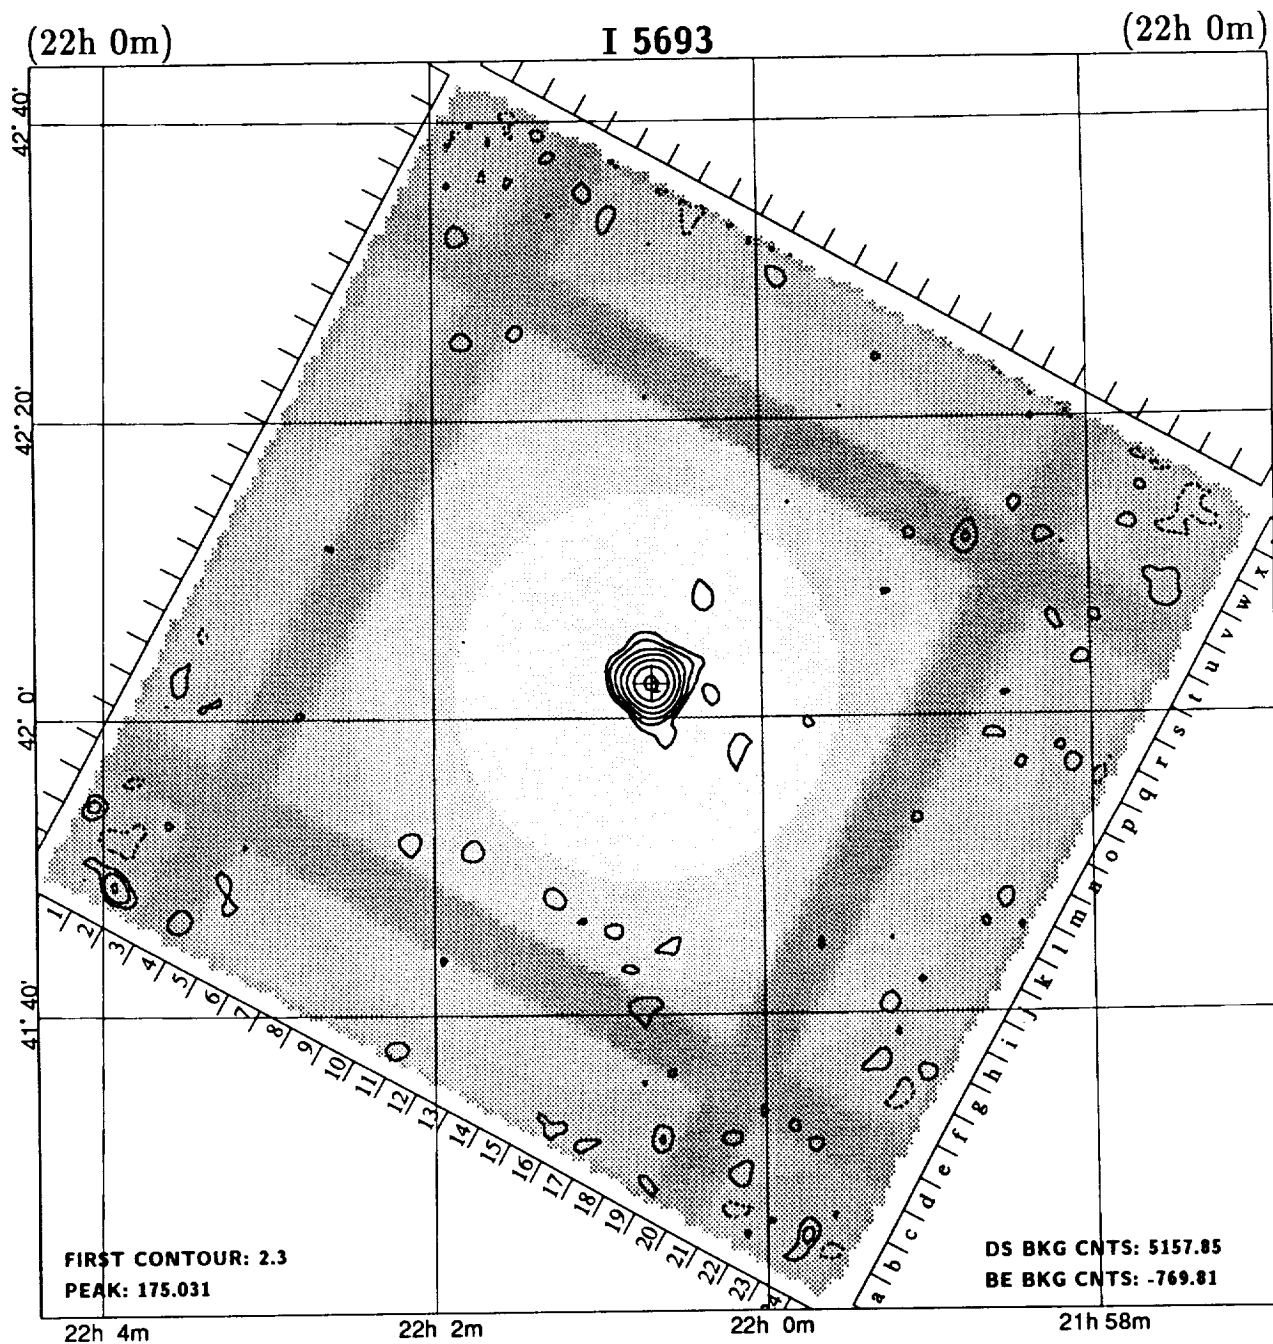 (22h 0m) I 5693 (22h 0m)
42° 40'
42° 20'
42° 0'
41° 40'
1 2 3 4 5 6 7 8 9 10 11 12 13 14 15 16 17 18 19 20 21 22 23 24
a b c d e f g h i j k l m n o p q r s t u v w x
FIRST CONTOUR: 2.3
PEAK: 175.031
DS BKG CNTS: 5157.85
BE BKG CNTS: -769.81
22h 4m 22h 2m 22h 0m 21h 58m